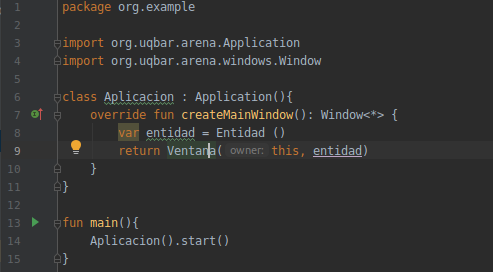 1 package org.example
2
3 import org.uqbar.arena.Application
4 import org.uqbar.arena.windows.Window
5
6 class Aplicacion : Application(){
7 override fun createMainWindow(): Window<*> {
8 var entidad = Entidad ()
9 return Ventana( owner: this, entidad)
10 }
11 }
12
13 fun main(){
14 Aplicacion().start()
15 }